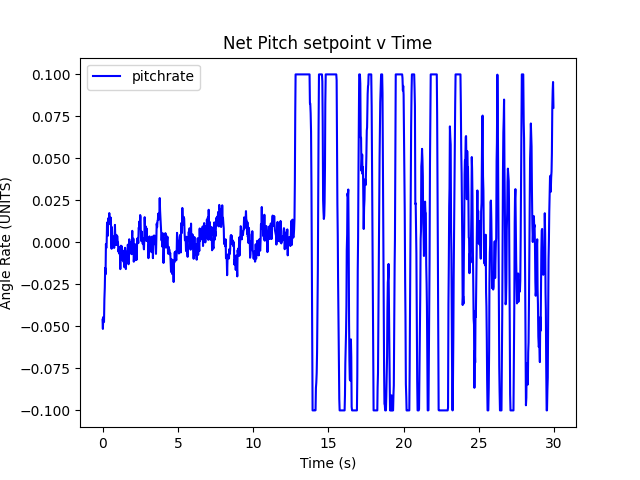 Net Pitch setpoint v Time
pitchrate
0.100
0.075
0.050
0.025
0.000
−0.025
−0.050
−0.075
−0.100
Angle Rate (UNITS)
0 5 10 15 20 25 30
Time (s)